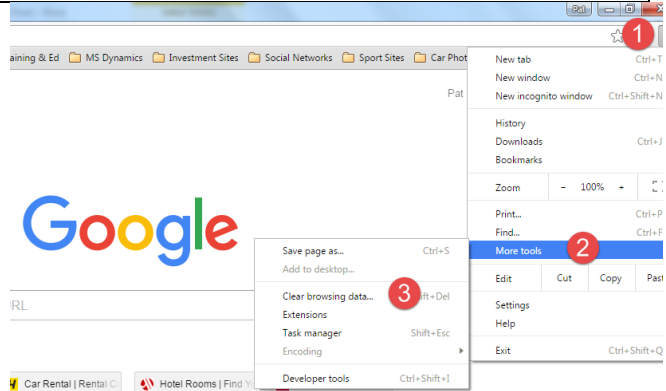 Pat
1
aining & Ed MS Dynamics Investment Sites Social Networks Sport Sites Car Phot
Pat
New tab Ctrl+T
New window Ctrl+N
New incognito window Ctrl+Shift+N
History
Downloads Ctrl+J
Bookmarks
Zoom - 100% +
Print... Ctrl+P
Find... Ctrl+F
More tools 2
Edit Cut Copy Past
Settings
Help
Exit Ctrl+Shift+Q
Google
Save page as... Ctrl+S
Add to desktop...
Clear browsing data... 3 ift+Del
Extensions
Task manager Shift+Esc
Encoding
Developer tools Ctrl+Shift+I
URL
Car Rental | Rental C
Hotel Rooms | Find Y